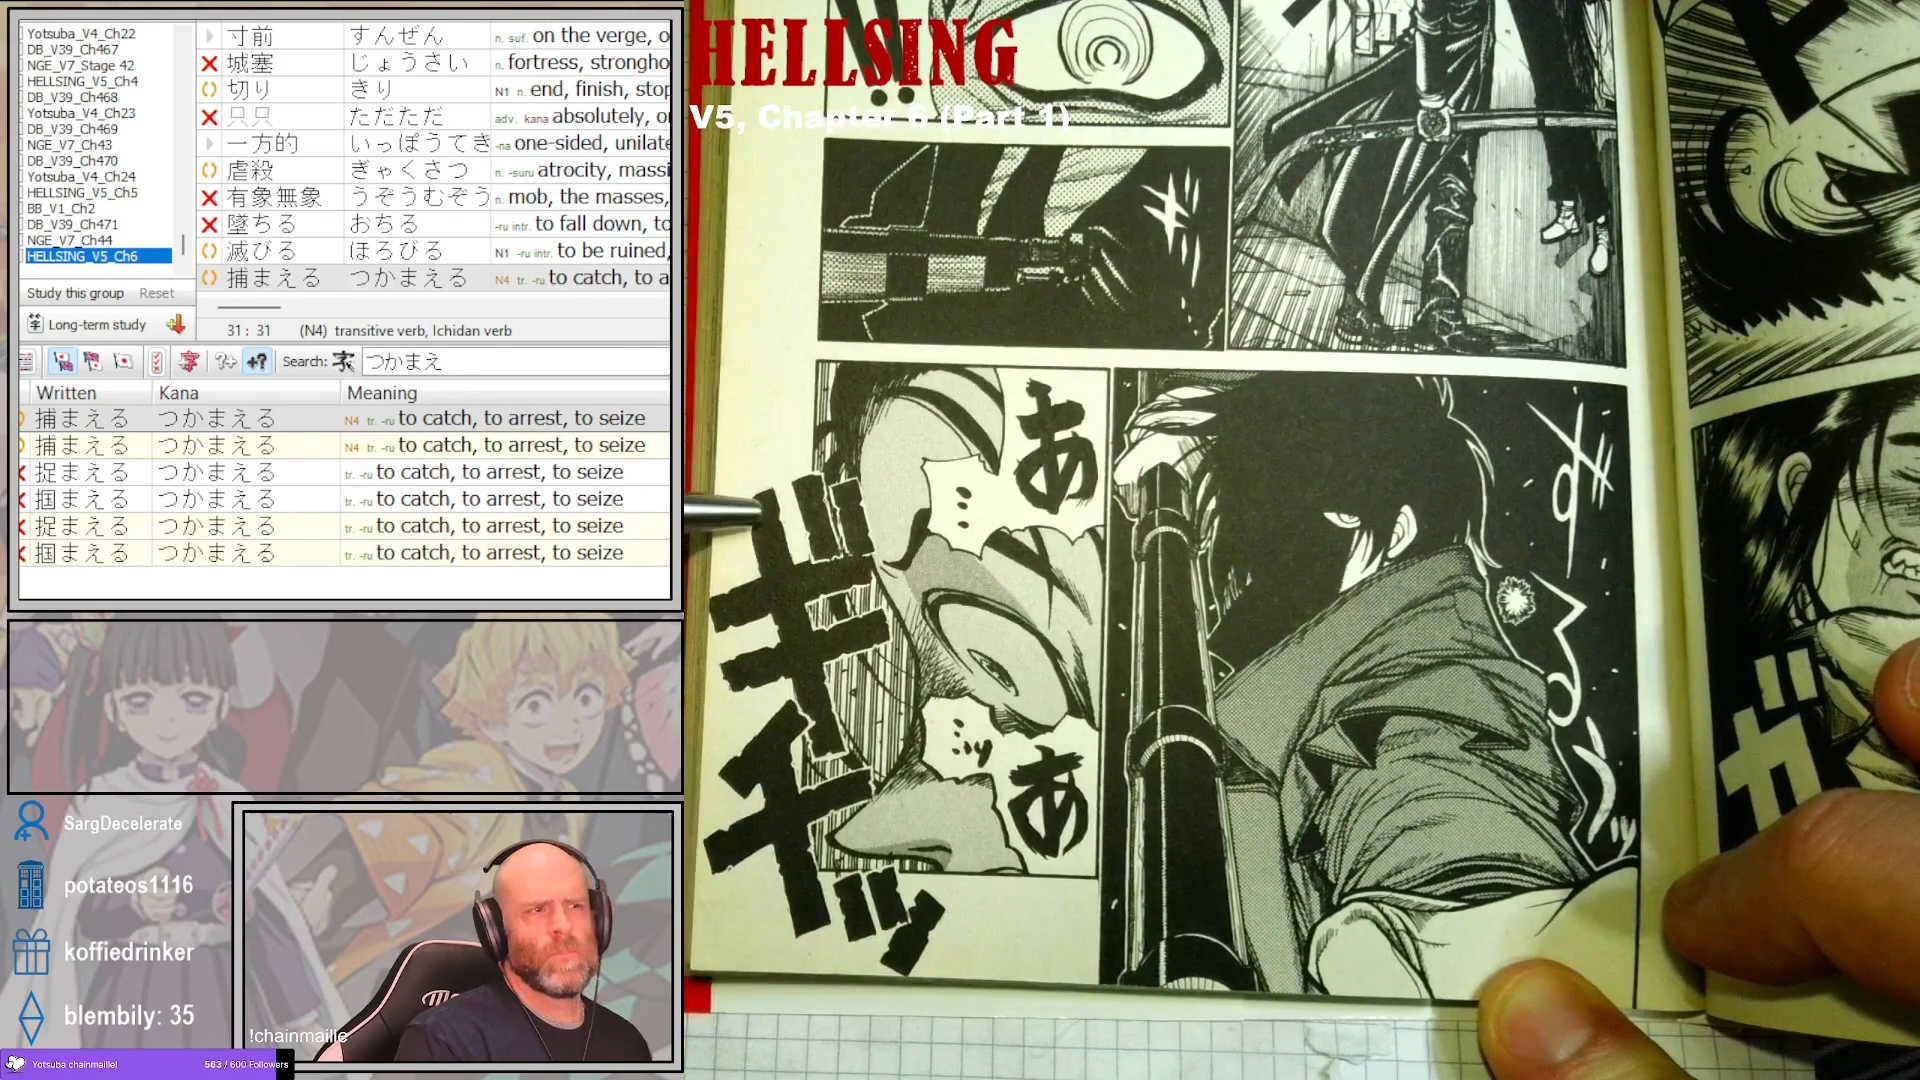 Yotsuba_V4_Ch22
DB_V39_Ch467
NGE_V7_Stage 42
HELLSING_V5_Ch4
DB_V39_Ch468
Yotsuba_V4_Ch23
DB_V39_Ch469
NGE_V7_Ch43
DB_V39_Ch470
Yotsuba_V4_Ch24
HELLSING_V5_Ch5
BB_V1_Ch2
DB_V39_Ch471
NGE_V7_Ch44
HELLSING_V5_Ch6
Study this group Reset
Long-term study
寸前 すんぜん n. suf. on the verge, o
城塞 じょうさい n. fortress, strongho
切り きり N1 n. end, finish, stop
只只 ただただ adv. kana absolutely, o
一方的 いっぽうてき -na one-sided, unilate
虐殺 ぎゃくさつ n. -suru atrocity, massi
有象無象 うぞうむぞう n. mob, the masses,
墜ちる おちる -ru intr. to fall down, to
滅びる ほろびる N1 -ru intr. to be ruined,
捕まえる つかまえる N4 tr. -ru to catch, to a
31 : 31 (N4) transitive verb, Ichidan verb
Search: つかまえ
Written Kana Meaning
捕まえる つかまえる N4 tr. -ru to catch, to arrest, to seize
捕まえる つかまえる N4 tr. -ru to catch, to arrest, to seize
捉まえる つかまえる tr. -ru to catch, to arrest, to seize
掴まえる つかまえる tr. -ru to catch, to arrest, to seize
捉まえる つかまえる tr. -ru to catch, to arrest, to seize
掴まえる つかまえる tr. -ru to catch, to arrest, to seize
SargDecelerate
potateos1116
koffiedrinker
blembily: 35
Yotsuba chainmaille!
563 / 600 Followers
!chainmaille
HELLSING
V5, Chapter 6 (Part 1)
あ
…
あ
…ッ
ギ
ギッ
ずるうッ
ガ